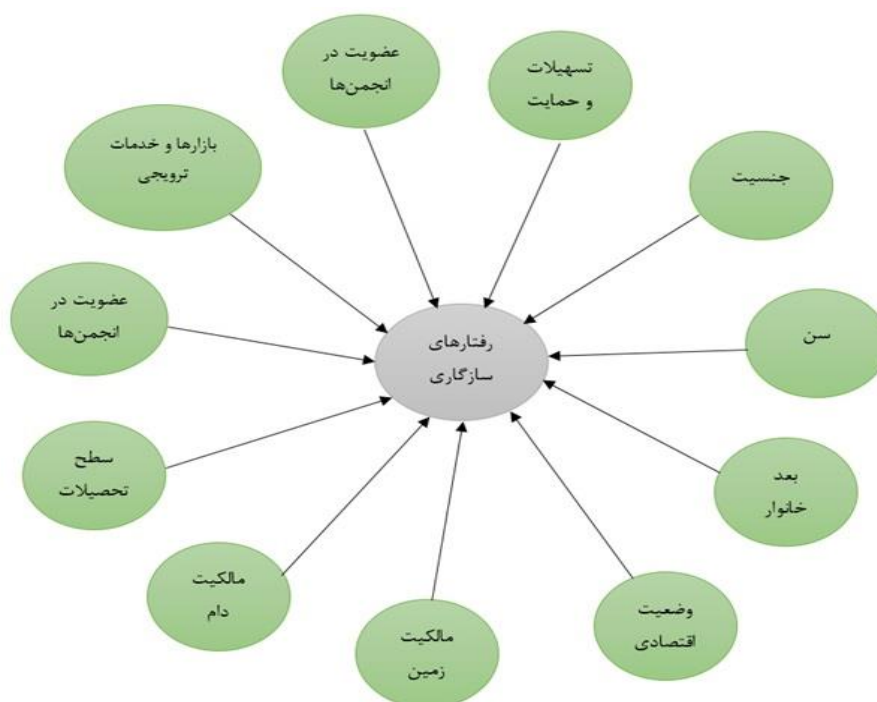 عضویت در
انجمن‌ها
تسهیلات
و حمایت
بازارها و خدمات
ترویجی
جنسیت
عضویت در
انجمن‌ها
رفتارهای
سازگاری
سن
سطح
تحصیلات
بعد
خانوار
مالکیت
دام
مالکیت
زمین
وضعیت
اقتصادی